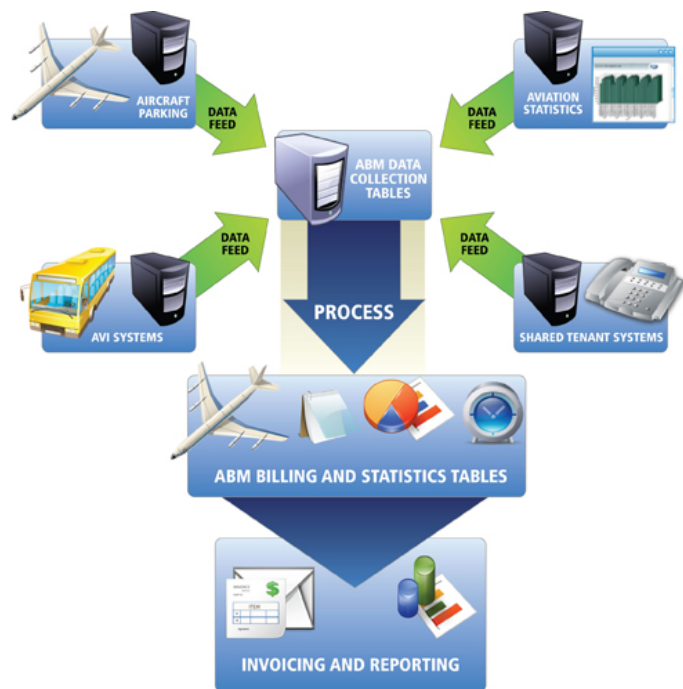 AIRCRAFT
PARKING
DATA
FEED
AVIATION
STATISTICS
DATA
FEED
ABM DATA
COLLECTION
TABLES
AVI SYSTEMS
DATA
FEED
SHARED TENANT SYSTEMS
DATA
FEED
PROCESS
ABM BILLING AND STATISTICS TABLES
$
ITEM
INVOICING AND REPORTING